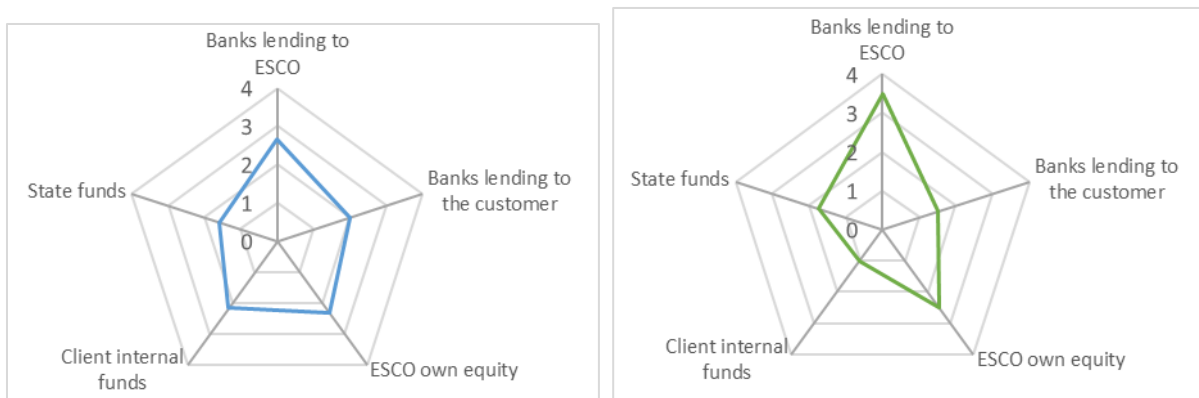 Banks lending to
ESCO
4
3
2
1
0
State funds
Banks lending to
the customer
Client internal
funds
ESCO own equity
Banks lending to
ESCO
4
3
2
1
0
State funds
Banks lending to
the customer
Client internal
funds
ESCO own equity